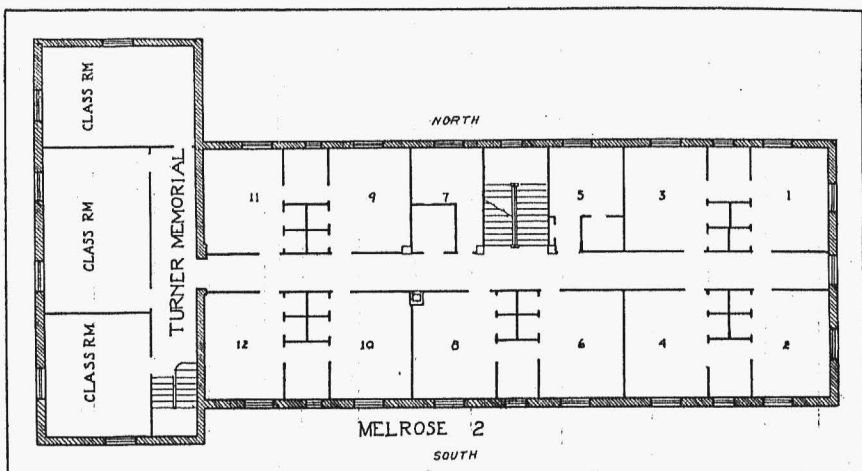 NORTH
CLASS RM
CLASS RM
CLASS RM.
TURNER MEMORIAL
11
9
7
5
3
1
12
10
8
6
4
2
MELROSE 2
SOUTH